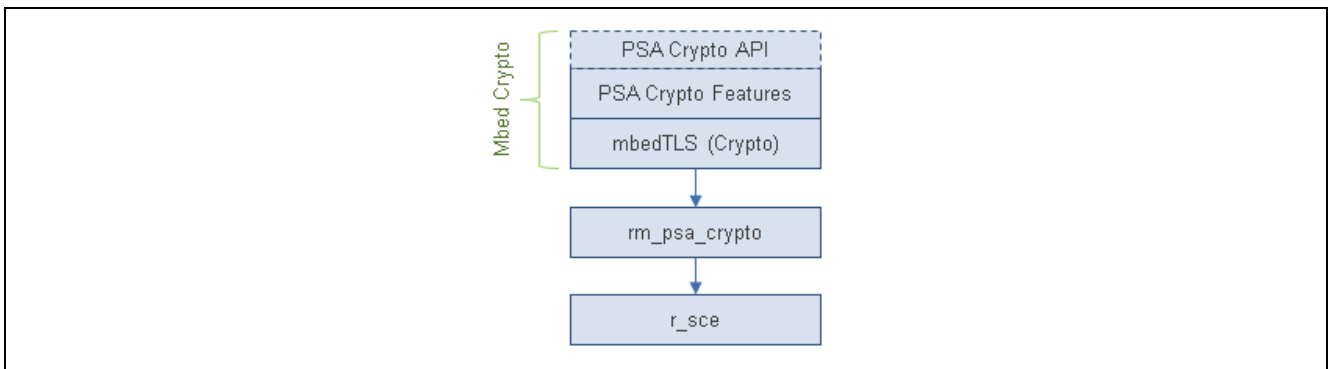 Mbed Crypto
PSA Crypto API
PSA Crypto Features
mbedTLS (Crypto)
rm_psa_crypto
r_sce